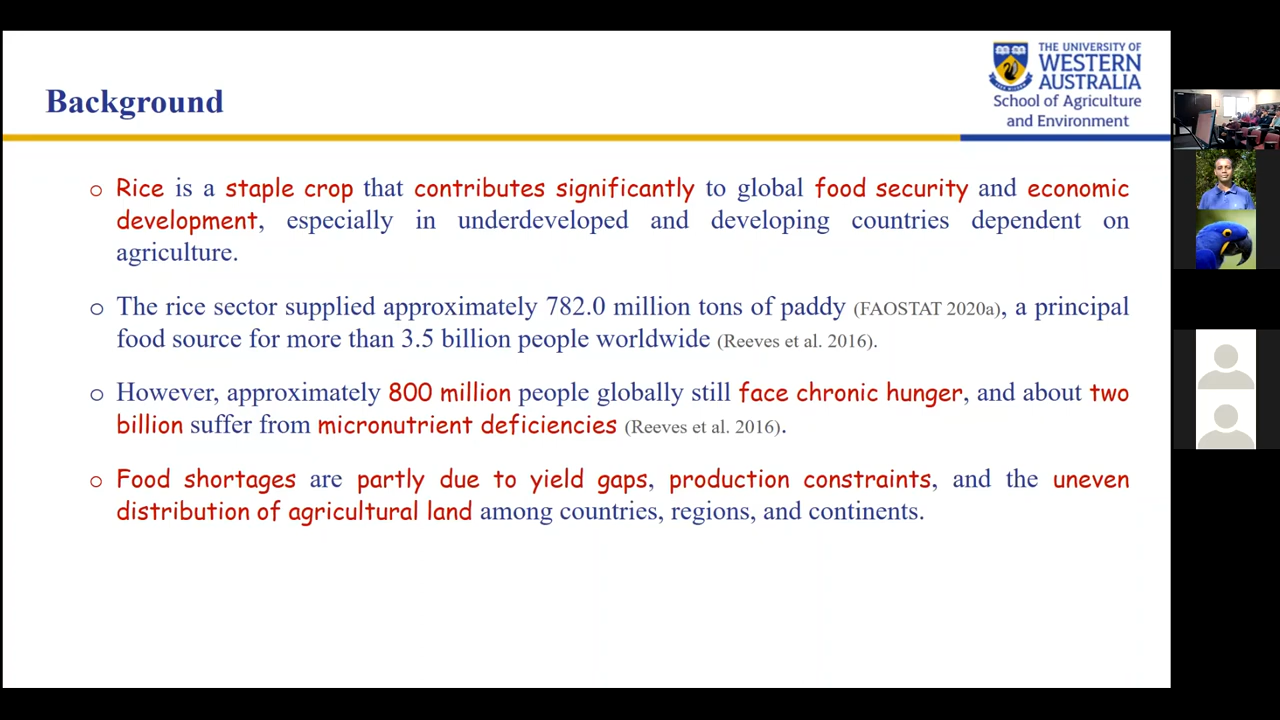 THE UNIVERSITY OF
WESTERN
AUSTRALIA
School of Agriculture
and Environment
Background
o Rice is a staple crop that contributes significantly to global food security and economic
development, especially in underdeveloped and developing countries dependent on
agriculture.
o The rice sector supplied approximately 782.0 million tons of paddy (FAOSTAT 2020a), a principal
food source for more than 3.5 billion people worldwide (Reeves et al. 2016).
o However, approximately 800 million people globally still face chronic hunger, and about two
billion suffer from micronutrient deficiencies (Reeves et al. 2016).
o Food shortages are partly due to yield gaps, production constraints, and the uneven
distribution of agricultural land among countries, regions, and continents.